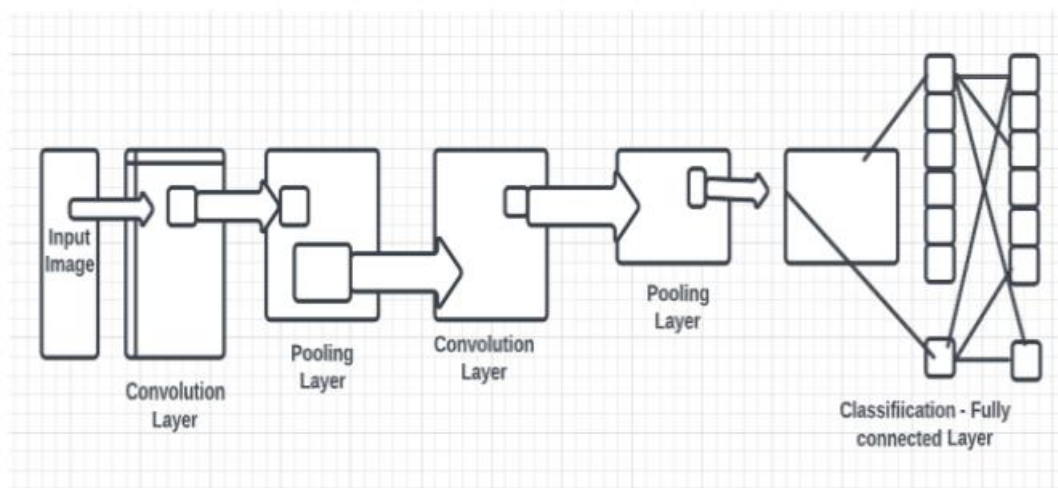 Input
Image
Convolution
Layer
Pooling
Layer
Convolution
Layer
Pooling
Layer
Classifiication - Fully
connected Layer